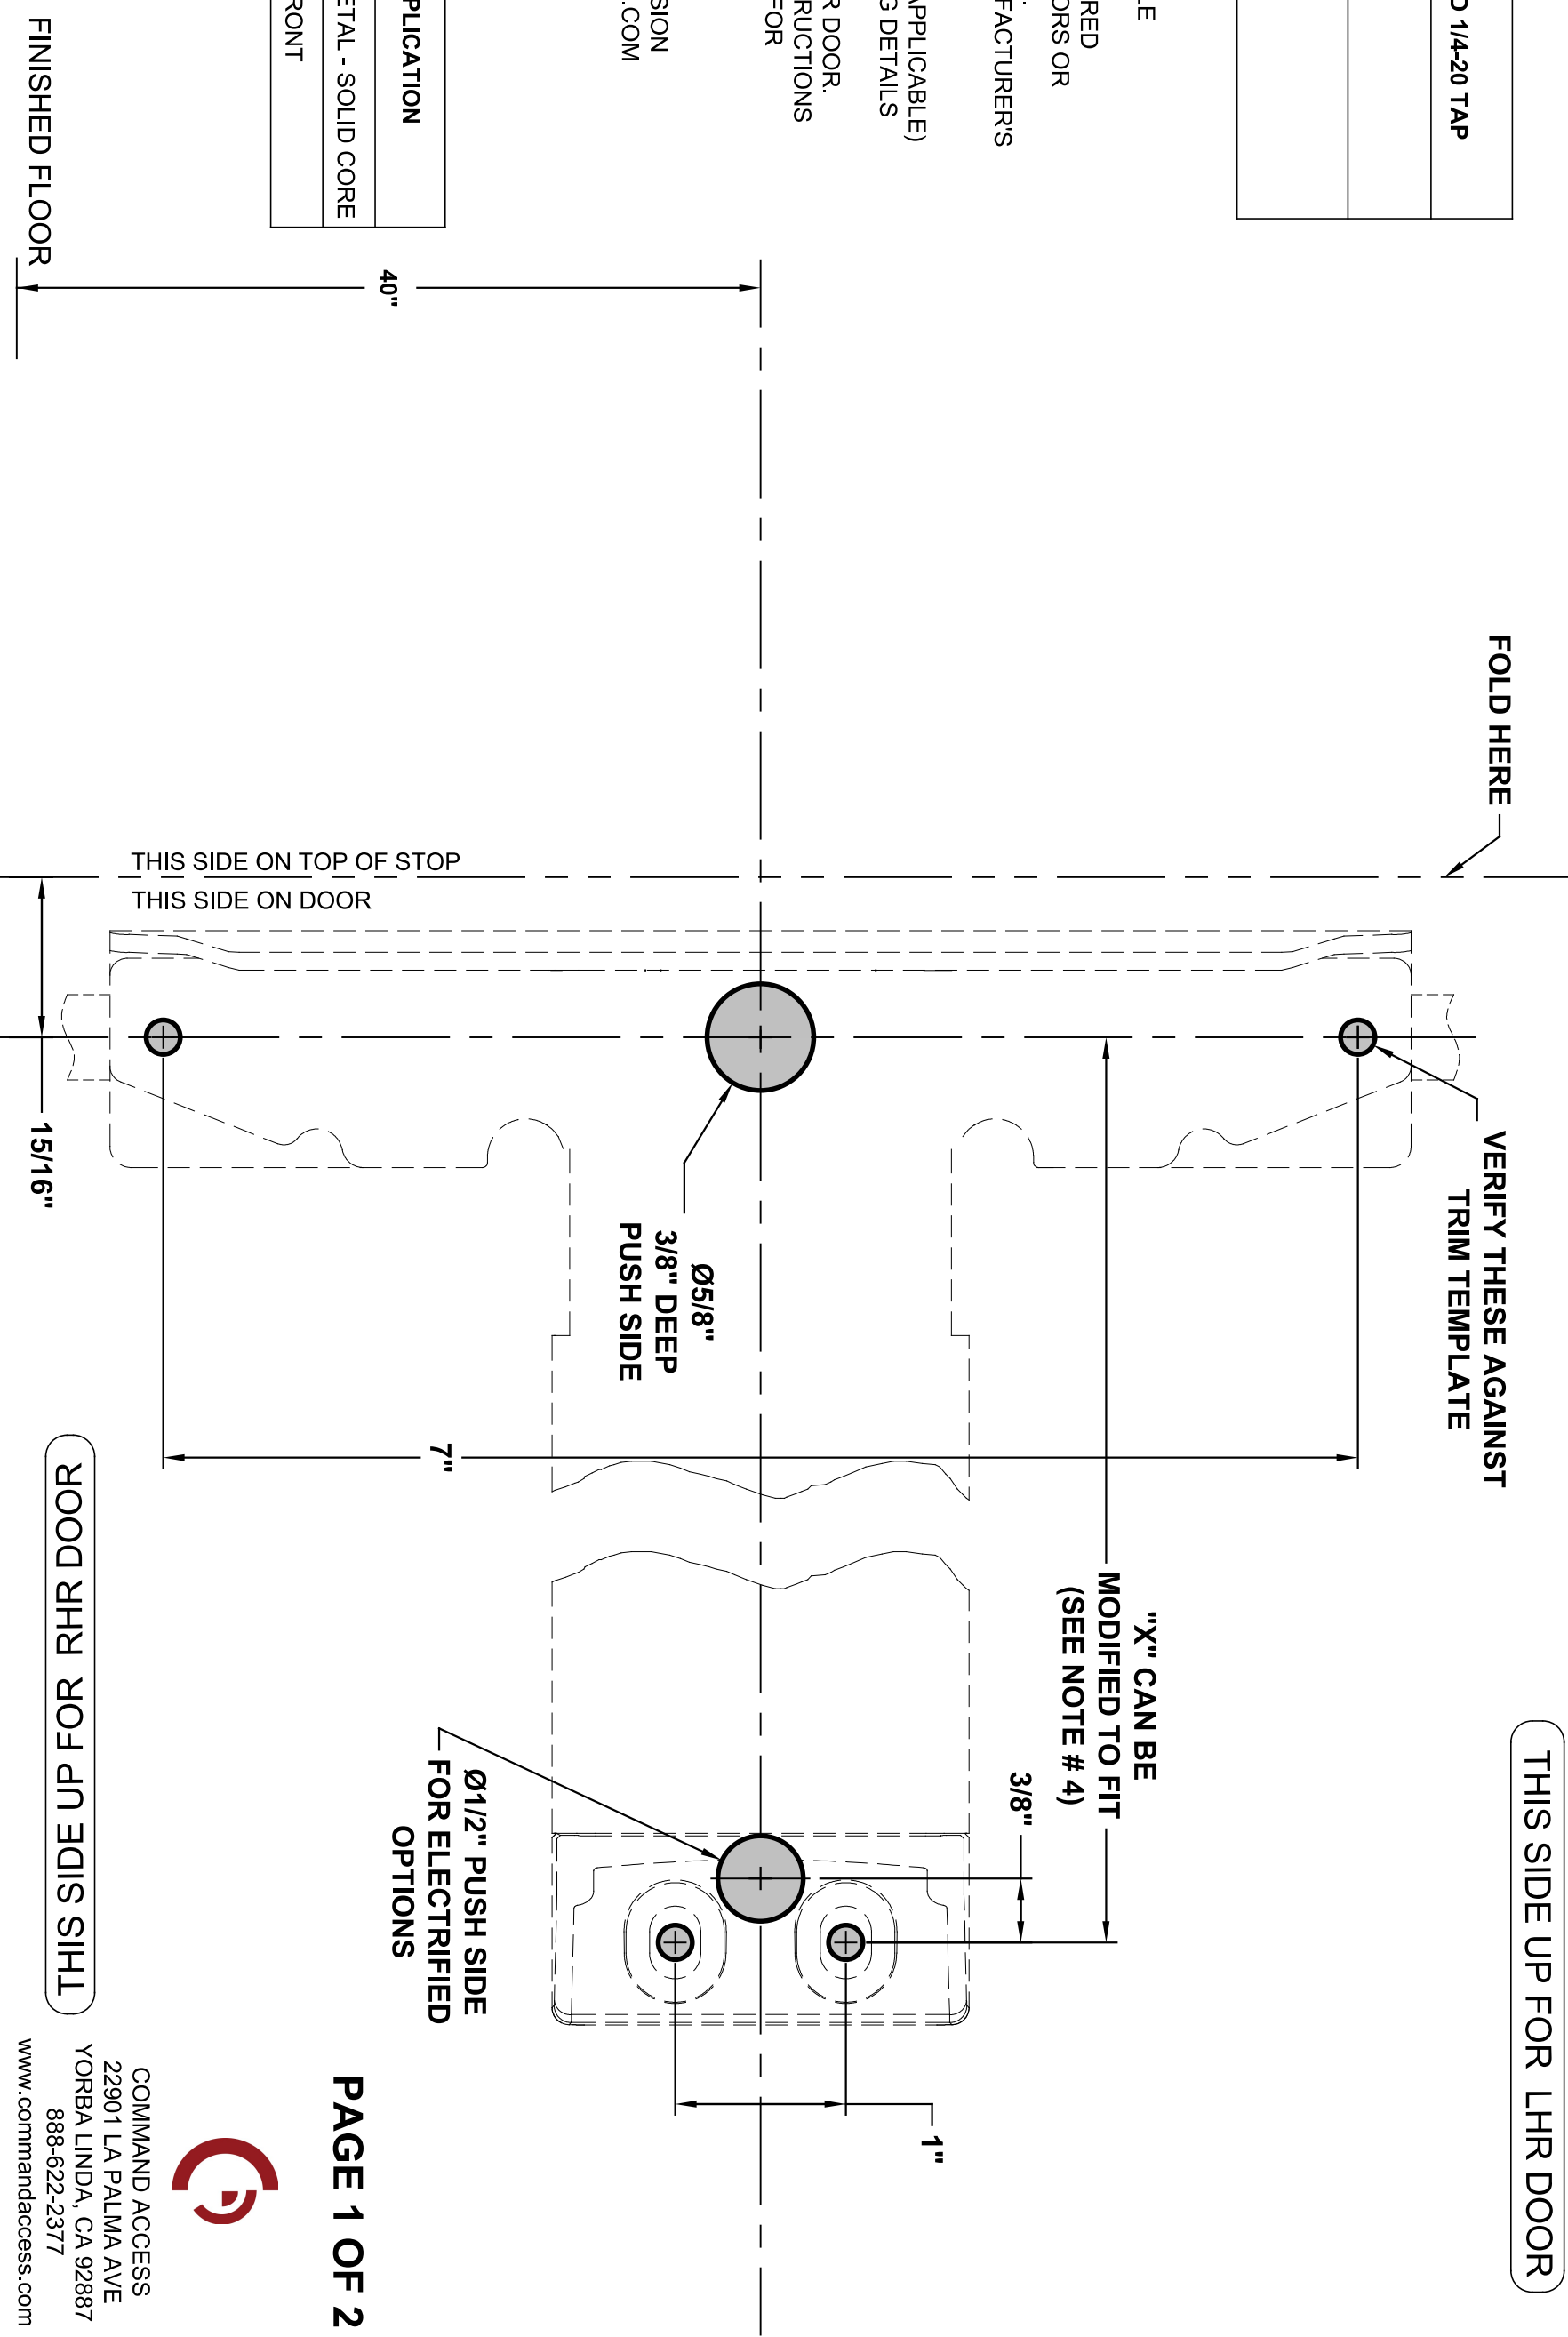 D 1/4-20 TAP
LE
RED
ORS OR
FACTURER'S
APPLICABLE)
G DETAILS
R DOOR.
RUCTIONS
FOR
SION
.COM
PLICATION
ETAL - SOLID CORE
RONT
FINISHED FLOOR
40"
FOLD HERE
THIS SIDE ON TOP OF STOP
THIS SIDE ON DOOR
15/16"
VERIFY THESE AGAINST
TRIM TEMPLATE
Ø5/8"
3/8" DEEP
PUSH SIDE
7"
"X" CAN BE
MODIFIED TO FIT
(SEE NOTE # 4)
3/8"
Ø1/2" PUSH SIDE
FOR ELECTRIFIED
OPTIONS
1"
THIS SIDE UP FOR LHR DOOR
THIS SIDE UP FOR RHR DOOR
PAGE 1 OF 2
COMMAND ACCESS
22901 LA PALMA AVE
YORBA LINDA, CA 92887
888-622-2377
www.commandaccess.com